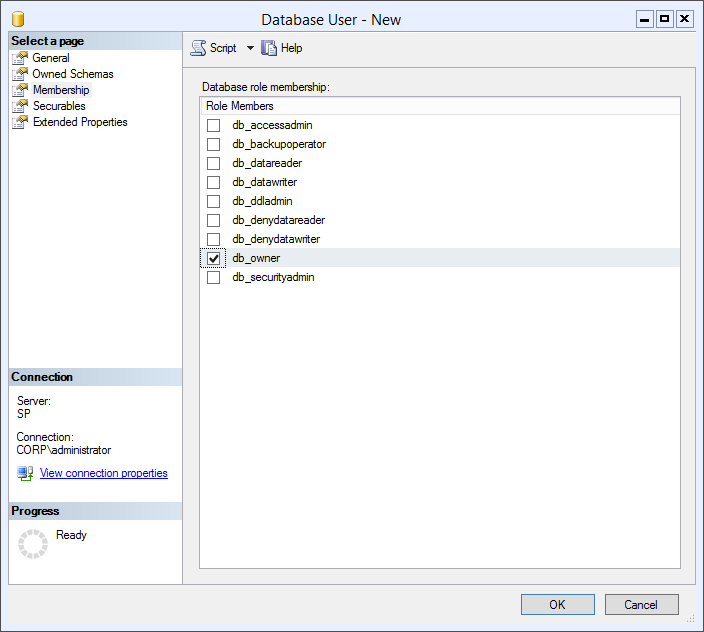 Database User - New
Select a page
General
Owned Schemas
Membership
Securables
Extended Properties
Script
Help
Database role membership:
Role Members
db_accessadmin
db_backupoperator
db_datareader
db_datawriter
db_ddladmin
db_denydatareader
db_denydatawriter
db_owner
db_securityadmin
Connection
Server:
SP
Connection:
CORP\administrator
View connection properties
Progress
Ready
OK
Cancel